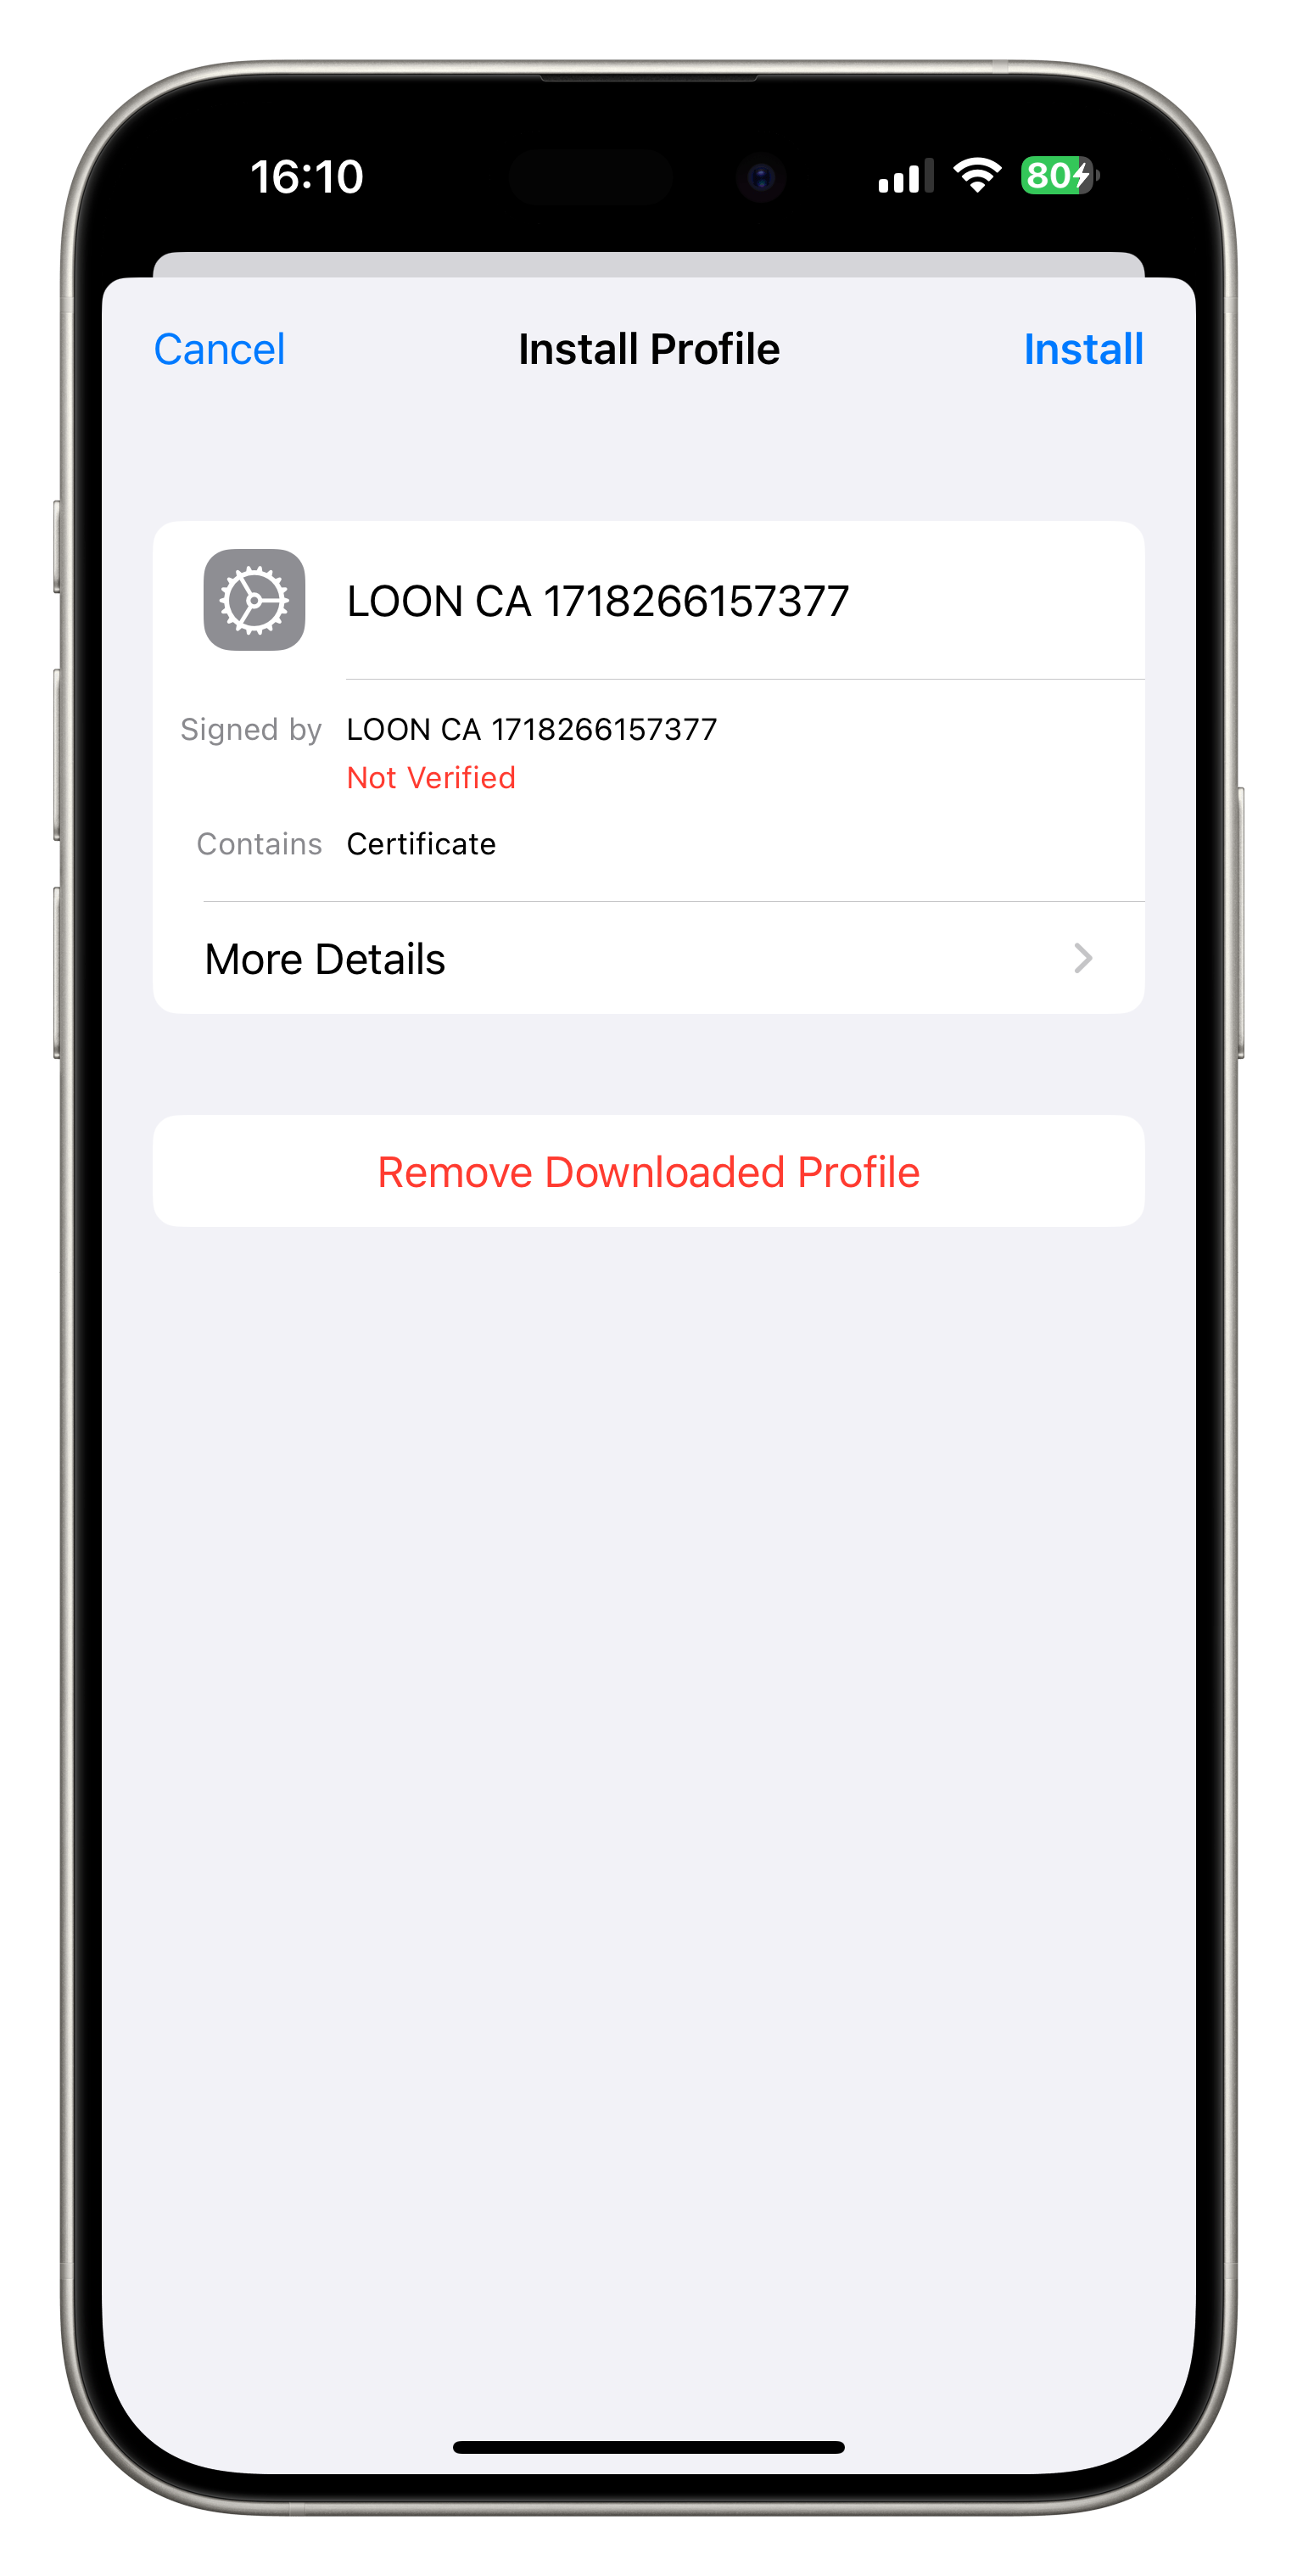 16:10 80
Cancel Install Profile Install
LOON CA 1718266157377
Signed by LOON CA 1718266157377
Not Verified
Contains Certificate
More Details
Remove Downloaded Profile